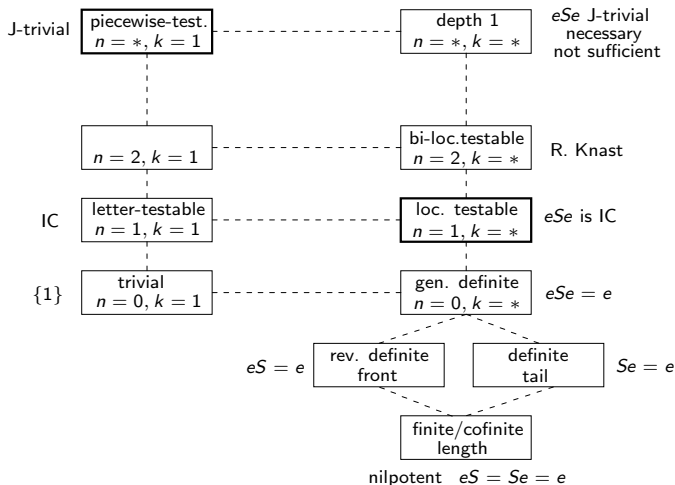 J-trivial
piecewise-test.
n = ∗, k = 1
depth 1
n = ∗, k = ∗
eSe J-trivial
necessary
not sufficient
n = 2, k = 1
bi-loc.testable
n = 2, k = ∗
R. Knast
IC
letter-testable
n = 1, k = 1
loc. testable
n = 1, k = ∗
eSe is IC
{1}
trivial
n = 0, k = 1
gen. definite
n = 0, k = ∗
eSe = e
eS = e
rev. definite
front
definite
tail
Se = e
finite/cofinite
length
nilpotent eS = Se = e